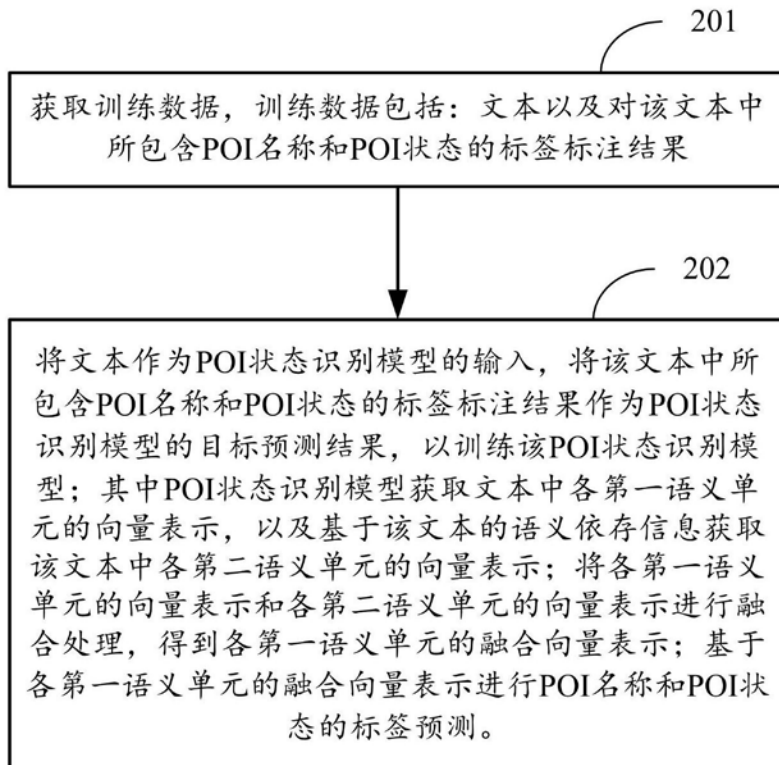 201
获取训练数据，训练数据包括：文本以及对该文本中
所包含POI名称和POI状态的标签标注结果
202
将文本作为POI状态识别模型的输入，将该文本中所
包含POI名称和POI状态的标签标注结果作为POI状态
识别模型的目标预测结果，以训练该POI状态识别模
型；其中POI状态识别模型获取文本中各第一语义单
元的向量表示，以及基于该文本的语义依存信息获取
该文本中各第二语义单元的向量表示；将各第一语义
单元的向量表示和各第二语义单元的向量表示进行融
合处理，得到各第一语义单元的融合向量表示；基于
各第一语义单元的融合向量表示进行POI名称和POI状
态的标签预测。